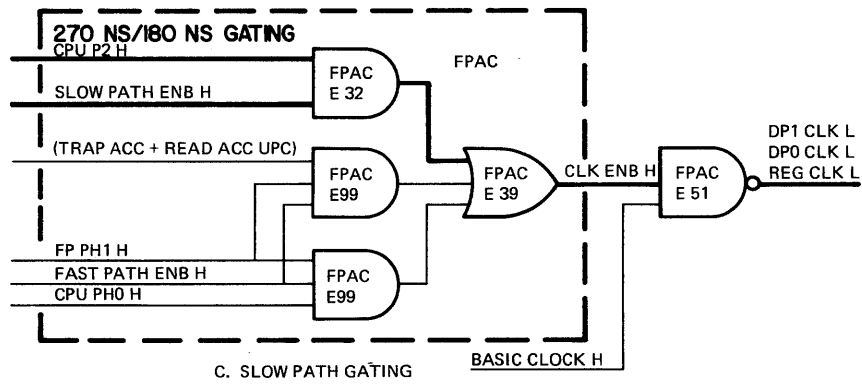 270 NS/180 NS GATING
CPU P2 H
FPAC
E 32
FPAC
SLOW PATH ENB H
(TRAP ACC + READ ACC UPC)
FPAC
E99
FPAC
E 39
CLK ENB H
FPAC
E 51
DP1 CLK L
DP0 CLK L
REG CLK L
FP PH1 H
FAST PATH ENB H
CPU PH0 H
FPAC
E99
BASIC CLOCK H
C. SLOW PATH GATING